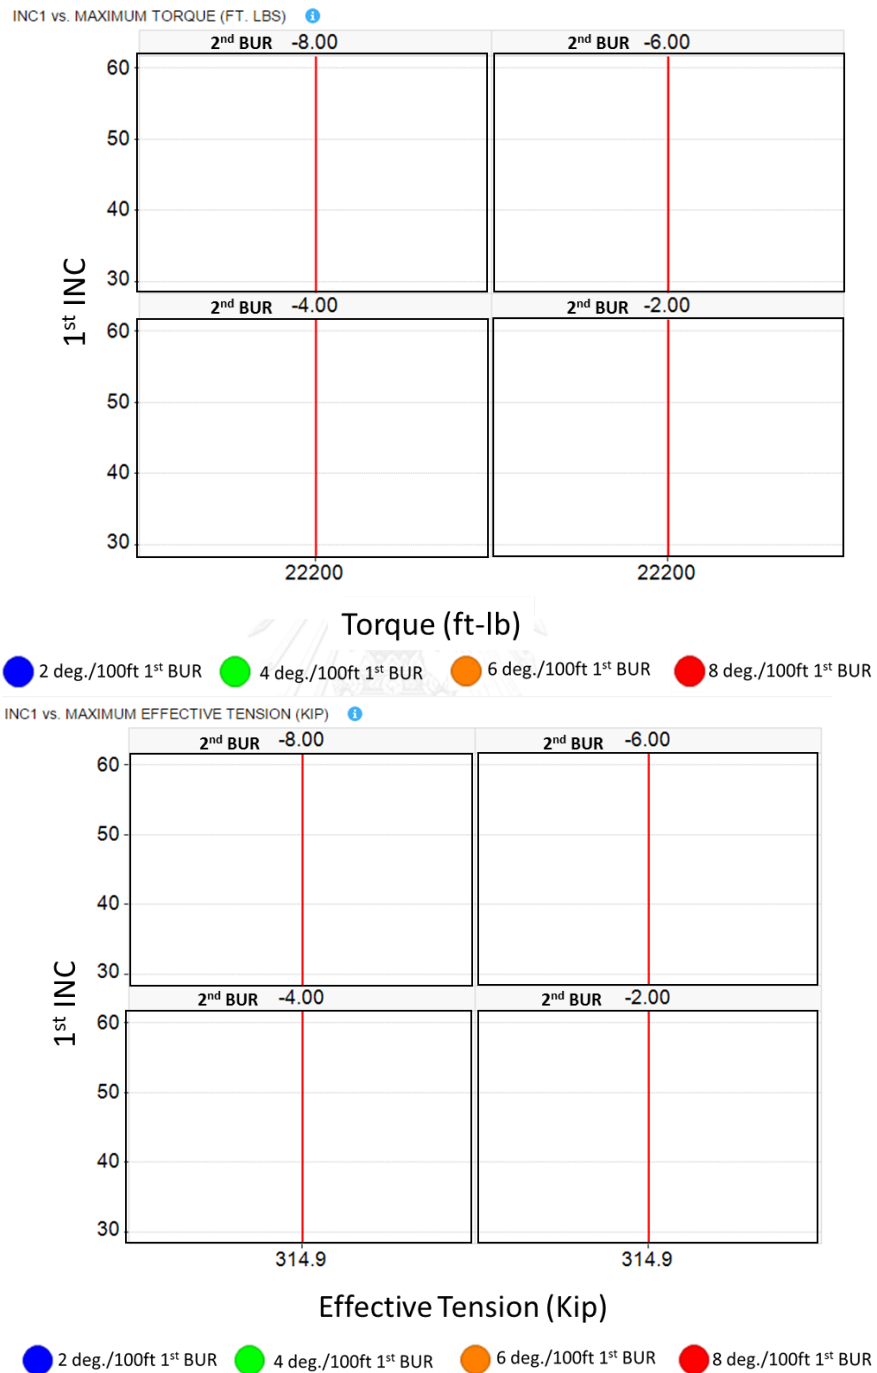 INC1 vs. MAXIMUM TORQUE (FT. LBS) i
2nd BUR -8.00 2nd BUR -6.00
60
50
40
30
2nd BUR -4.00 2nd BUR -2.00
60
50
40
30
1st INC
22200 22200
Torque (ft-lb)
2 deg./100ft 1st BUR 4 deg./100ft 1st BUR 6 deg./100ft 1st BUR 8 deg./100ft 1st BUR
INC1 vs. MAXIMUM EFFECTIVE TENSION (KIP) i
2nd BUR -8.00 2nd BUR -6.00
60
50
40
30
2nd BUR -4.00 2nd BUR -2.00
60
50
40
30
1st INC
314.9 314.9
Effective Tension (Kip)
2 deg./100ft 1st BUR 4 deg./100ft 1st BUR 6 deg./100ft 1st BUR 8 deg./100ft 1st BUR